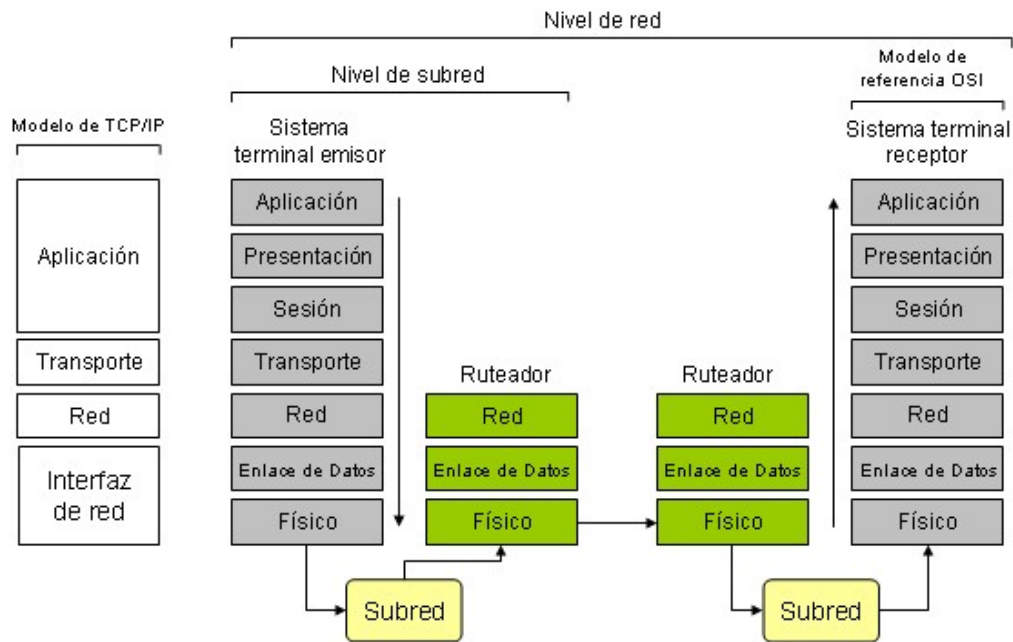 Nivel de red
Nivel de subred
Modelo de
referencia OSI
Modelo de TCP/IP
Sistema
terminal emisor
Sistema terminal
receptor
Aplicación
Transporte
Red
Interfaz
de red
Aplicación
Presentación
Sesión
Transporte
Red
Enlace de Datos
Físico
Ruteador
Red
Enlace de Datos
Físico
Ruteador
Red
Enlace de Datos
Físico
Aplicación
Presentación
Sesión
Transporte
Red
Enlace de Datos
Físico
Subred
Subred